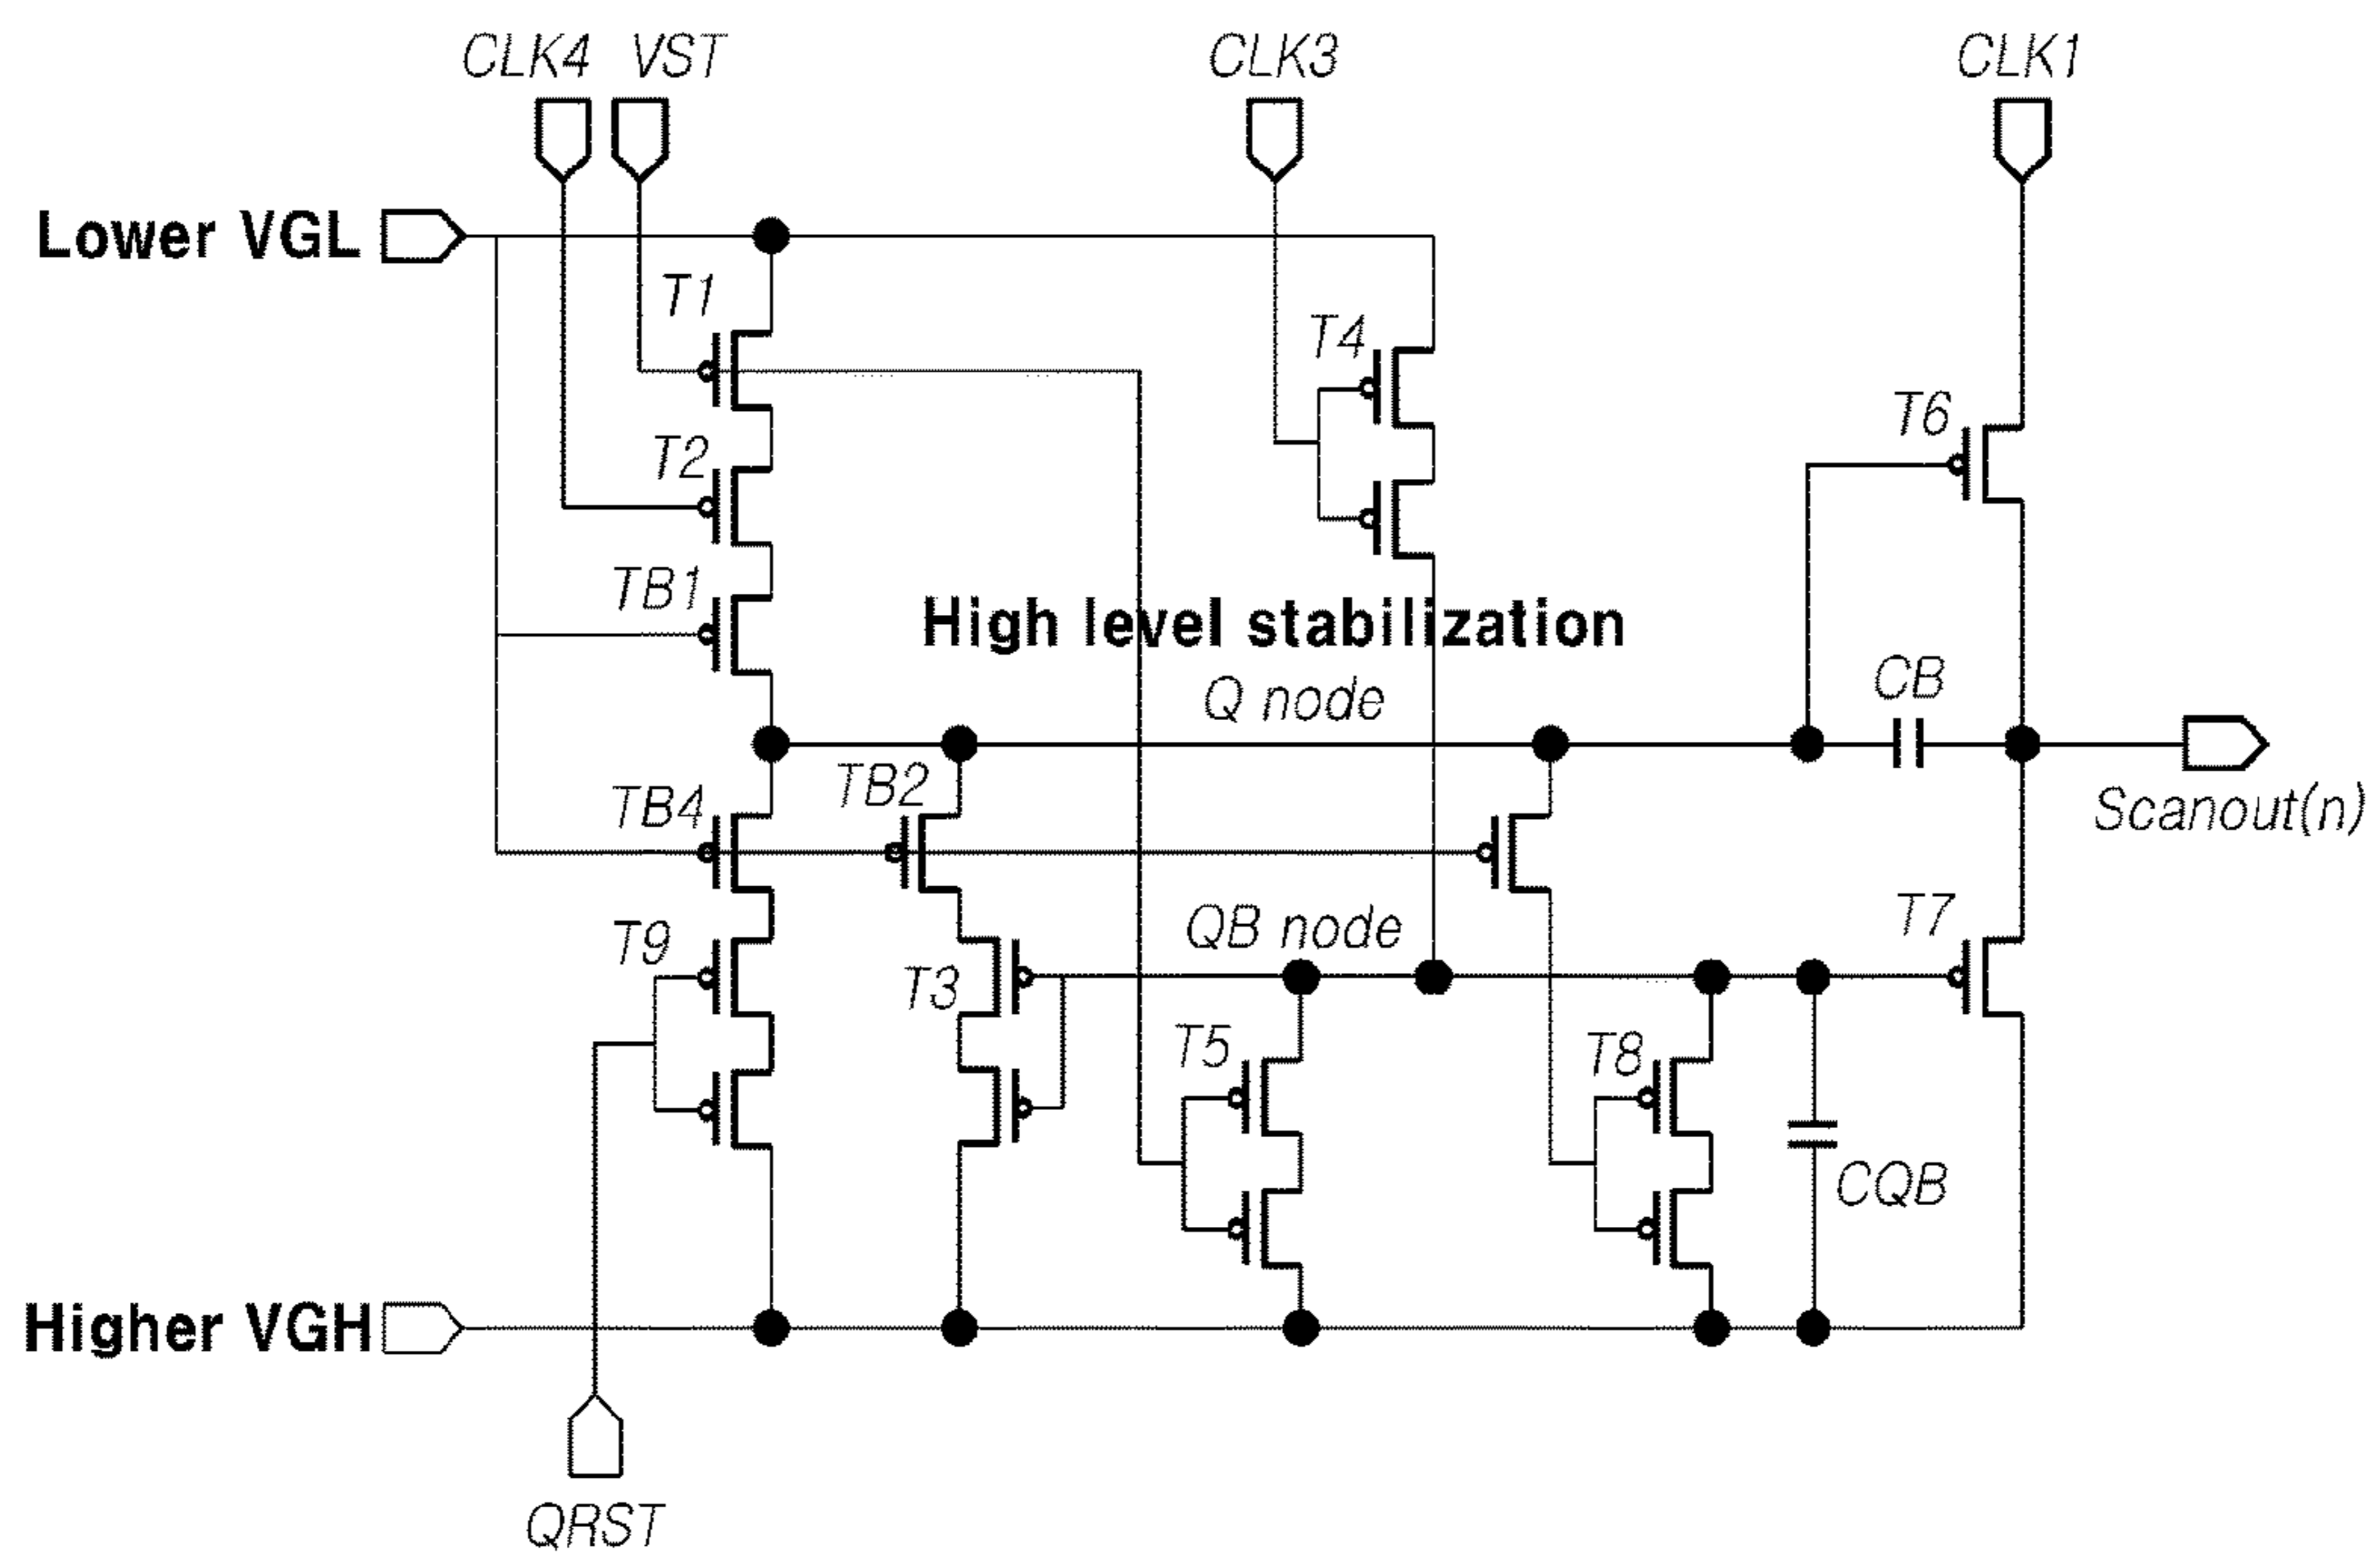 CLK4 VST CLK3 CLK1
Lower VGL
T1
T4
T6
T2
TB1
High level stabilization
Q node
CB
TB4
TB2
Scanout(n)
T9
QB node
T7
T3
T5
T8
CQB
Higher VGH
QRST